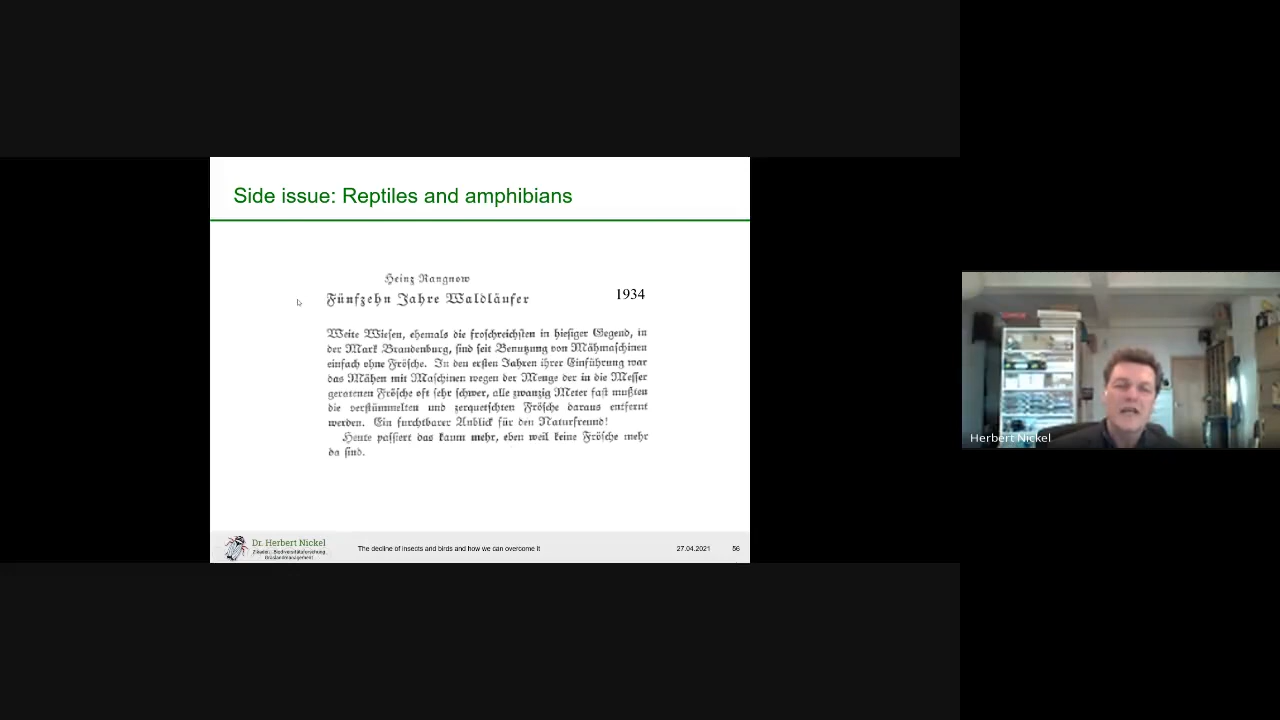 Side issue: Reptiles and amphibians
Heinz Rangnow
Fünfzehn Jahre Waldläufer
1934
Weite Wiesen, ehemals die froſchreichſten in hieſiger Gegend, in
der Mark Brandenburg, ſind ſeit Benutzung von Mähmaſchinen
einfach ohne Fröſche. In den erſten Jahren ihrer Einführung war
das Mähen mit Maſchinen wegen der Menge der in die Meſſer
geratenen Fröſche oft ſehr ſchwer, alle zwanzig Meter faſt mußten
die verſtümmelten und zerquetſchten Fröſche daraus entfernt
werden. Ein furchtbarer Anblick für den Naturfreund!
Heute paſſiert das kaum mehr, eben weil keine Fröſche mehr
da ſind.
Dr. Herbert Nickel
Zikaden, Biodiversitätsforschung,
Graslandmanagement
The decline of insects and birds and how we can overcome it
27.04.2021
56
Herbert Nickel